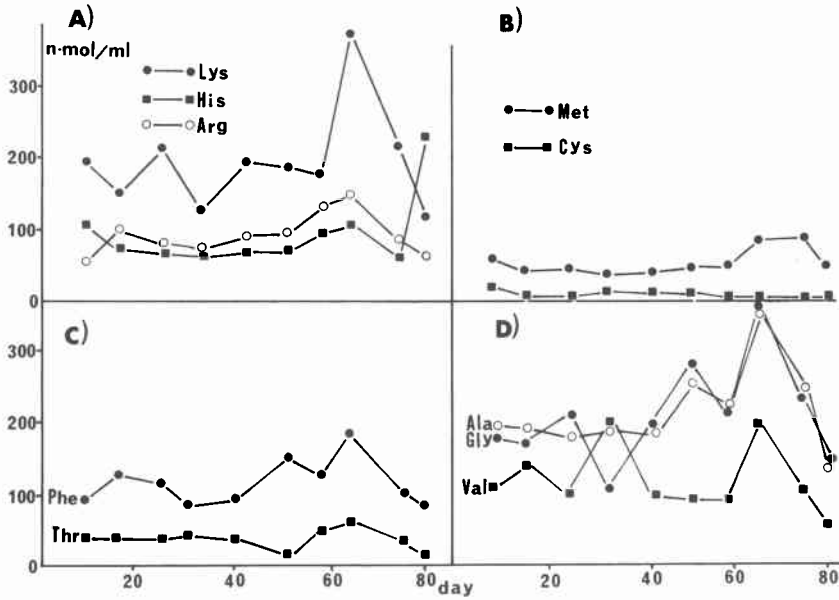 A)
n·mol/ml
Lys
His
Arg
300
200
100
0
B)
Met
Cys
C)
300
200
100
0
Phe
Thr
20
40
60
80
D)
Ala
Gly
Val
20
40
60
80
day